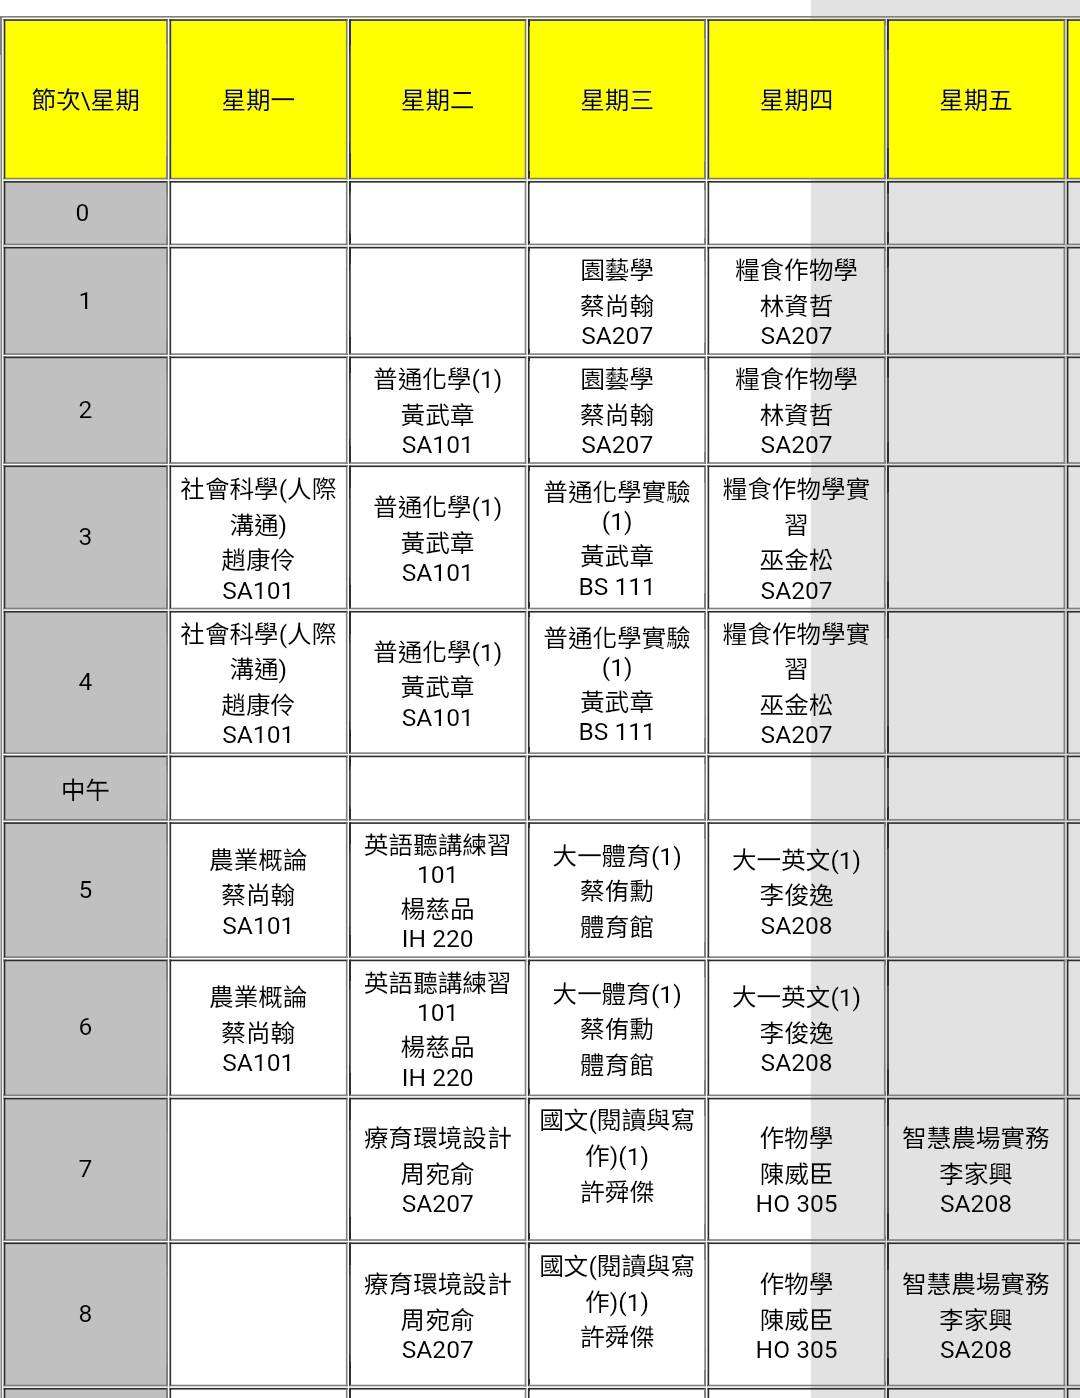 節次\星期 星期一 星期二 星期三 星期四 星期五
0
1
園藝學
蔡尚翰
SA207
糧食作物學
林資哲
SA207
2
普通化學(1)
黃武章
SA101
園藝學
蔡尚翰
SA207
糧食作物學
林資哲
SA207
3
社會科學(人際
溝通)
趙康伶
SA101
普通化學(1)
黃武章
SA101
普通化學實驗
(1)
黃武章
BS 111
糧食作物學實
習
巫金松
SA207
4
社會科學(人際
溝通)
趙康伶
SA101
普通化學(1)
黃武章
SA101
普通化學實驗
(1)
黃武章
BS 111
糧食作物學實
習
巫金松
SA207
中午
5
農業概論
蔡尚翰
SA101
英語聽講練習
101
楊慈品
IH 220
大一體育(1)
蔡侑勳
體育館
大一英文(1)
李俊逸
SA208
6
農業概論
蔡尚翰
SA101
英語聽講練習
101
楊慈品
IH 220
大一體育(1)
蔡侑勳
體育館
大一英文(1)
李俊逸
SA208
7
療育環境設計
周宛俞
SA207
國文(閱讀與寫
作)(1)
許舜傑
作物學
陳威臣
HO 305
智慧農場實務
李家興
SA208
8
療育環境設計
周宛俞
SA207
國文(閱讀與寫
作)(1)
許舜傑
作物學
陳威臣
HO 305
智慧農場實務
李家興
SA208